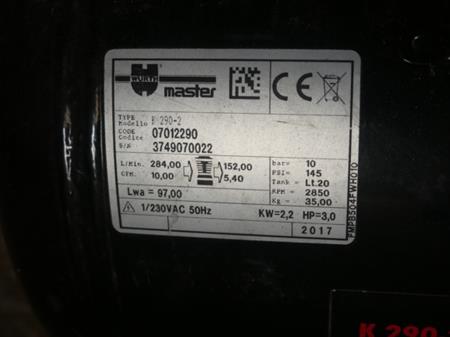 WÜRTH
master
CE
TYPE
Modello K 290-2
CODE
Codice 07012290
S/N 3749070022
L/Min. 284,00 152,00
CFM. 10,00 5,40
Lwa = 97,00
bar= 10
PSI= 145
Tank = Lt.20
RPM = 2850
Kg = 35,00
1/230VAC 50Hz KW=2,2 HP=3,0
2017
FMPB504FWH010
K 290